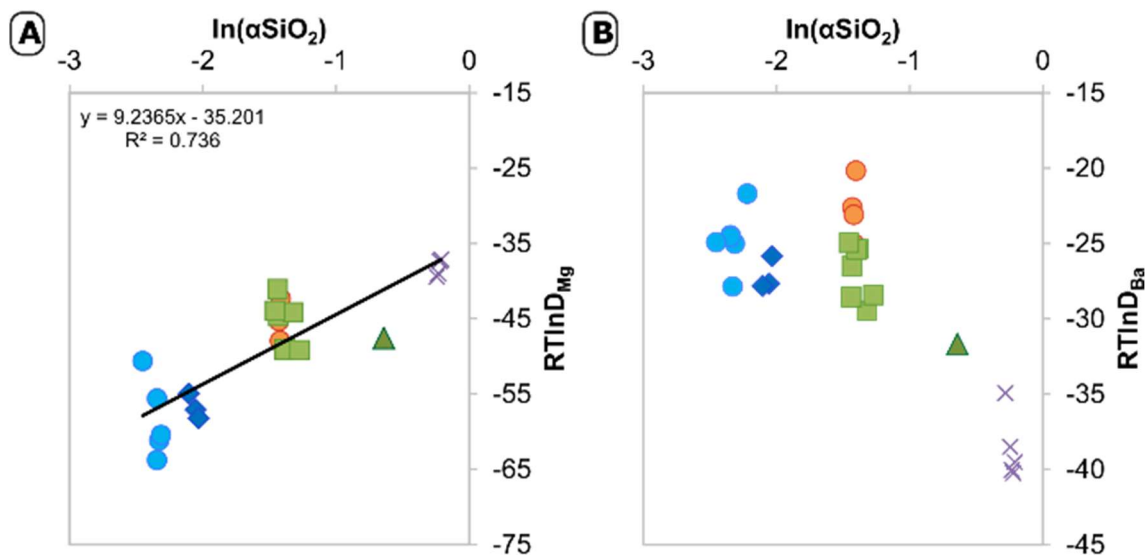 A
ln(αSiO₂)
-3 -2 -1 0
y = 9.2365x - 35.201
R² = 0.736
-15
-25
-35
-45
-55
-65
-75
RTlnD_Mg
B
ln(αSiO₂)
-3 -2 -1 0
-15
-20
-25
-30
-35
-40
-45
RTlnD_Ba